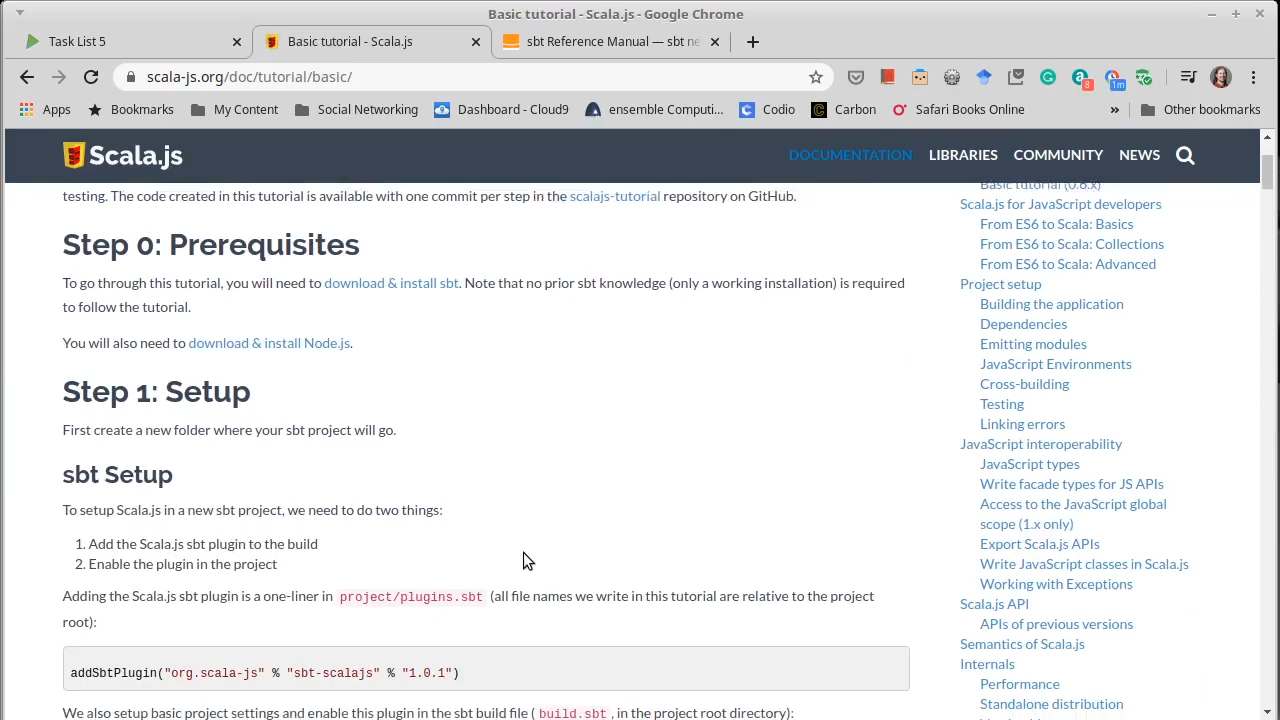 Basic tutorial - Scala.js - Google Chrome
Task List 5
Basic tutorial - Scala.js
sbt Reference Manual — sbt ne
scala-js.org/doc/tutorial/basic/
8
1m
Apps
Bookmarks
My Content
Social Networking
Dashboard - Cloud9
ensemble Computi...
Codio
Carbon
Safari Books Online
»
Other bookmarks
Scala.js
DOCUMENTATION
LIBRARIES
COMMUNITY
NEWS
testing. The code created in this tutorial is available with one commit per step in the scalajs-tutorial repository on GitHub.
Step 0: Prerequisites
To go through this tutorial, you will need to download & install sbt. Note that no prior sbt knowledge (only a working installation) is required
to follow the tutorial.
You will also need to download & install Node.js.
Step 1: Setup
First create a new folder where your sbt project will go.
sbt Setup
To setup Scala.js in a new sbt project, we need to do two things:
1. Add the Scala.js sbt plugin to the build
2. Enable the plugin in the project
Adding the Scala.js sbt plugin is a one-liner in project/plugins.sbt (all file names we write in this tutorial are relative to the project
root):
addSbtPlugin("org.scala-js" % "sbt-scalajs" % "1.0.1")
We also setup basic project settings and enable this plugin in the sbt build file ( build.sbt , in the project root directory):
Basic tutorial (0.6.x)
Scala.js for JavaScript developers
From ES6 to Scala: Basics
From ES6 to Scala: Collections
From ES6 to Scala: Advanced
Project setup
Building the application
Dependencies
Emitting modules
JavaScript Environments
Cross-building
Testing
Linking errors
JavaScript interoperability
JavaScript types
Write facade types for JS APIs
Access to the JavaScript global
scope (1.x only)
Export Scala.js APIs
Write JavaScript classes in Scala.js
Working with Exceptions
Scala.js API
APIs of previous versions
Semantics of Scala.js
Internals
Performance
Standalone distribution